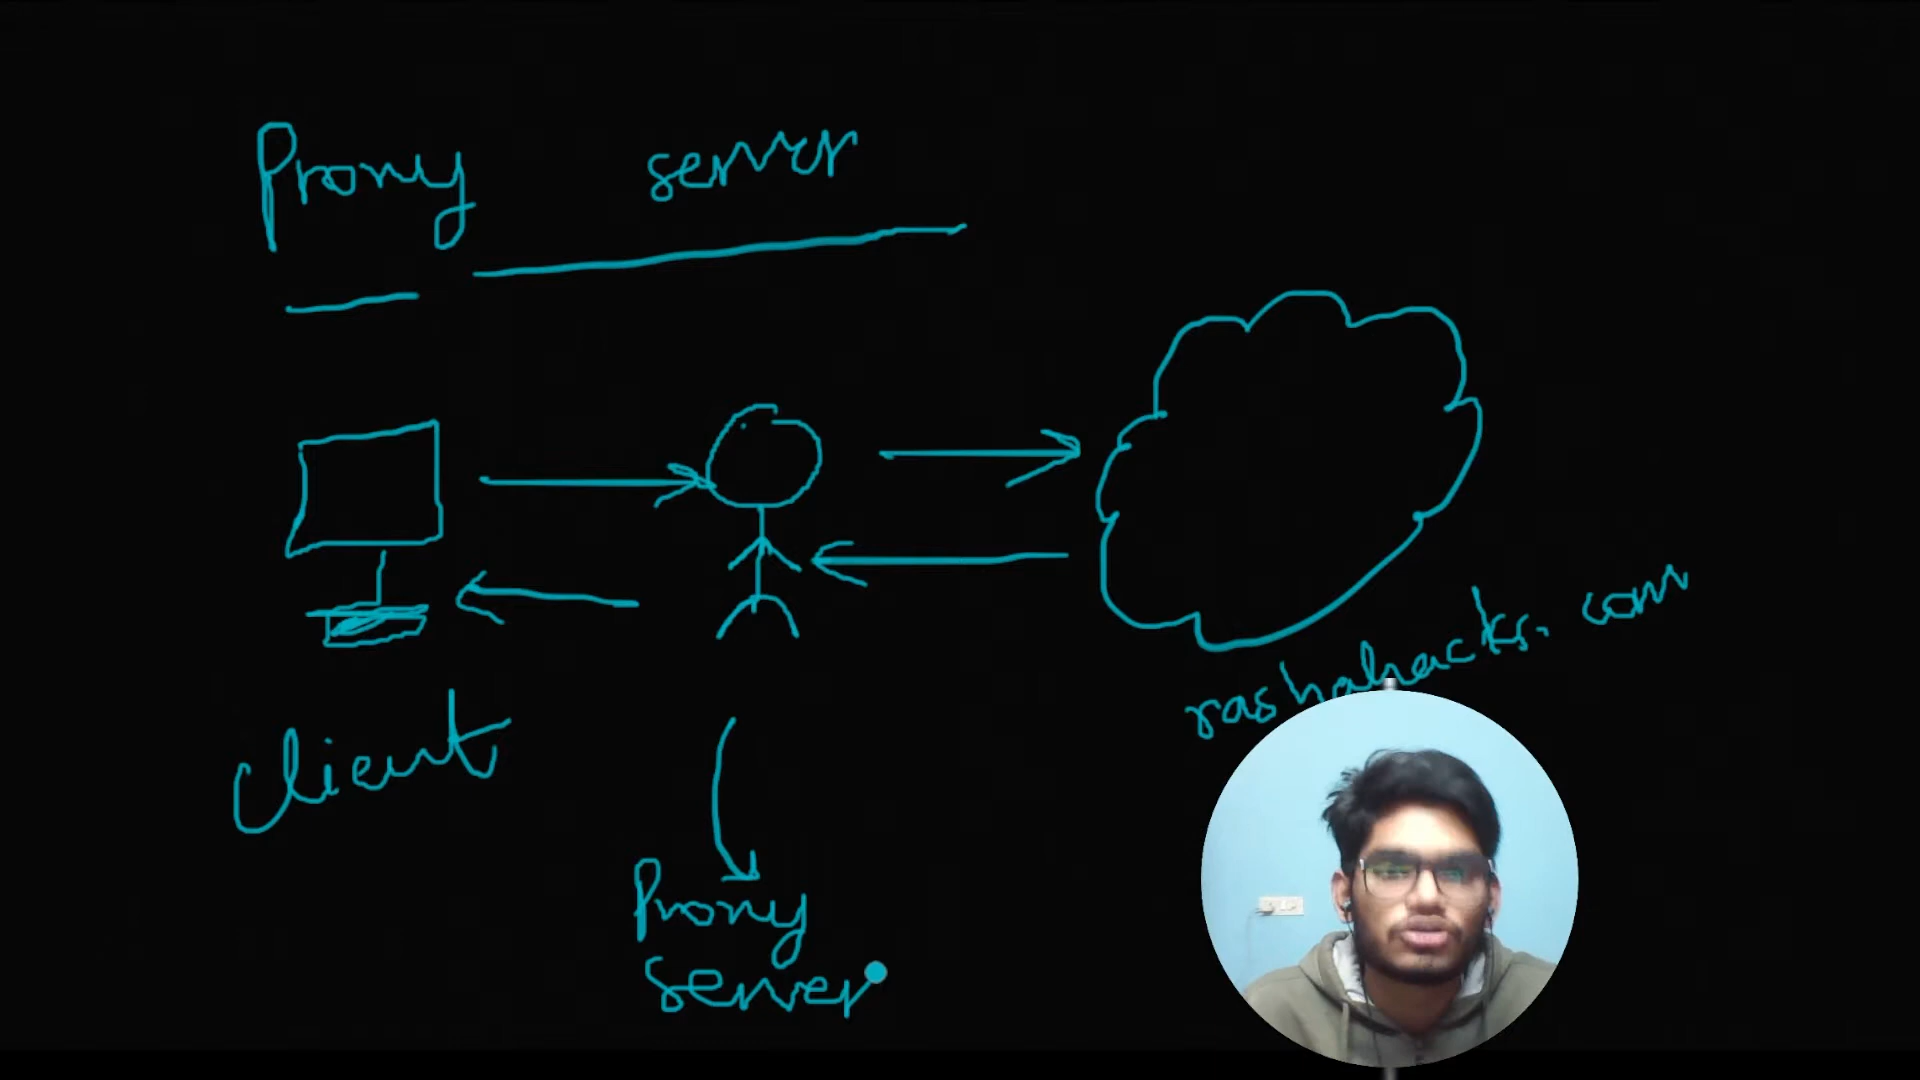 Proxy server
rashahacks.com
client
Proxy
server